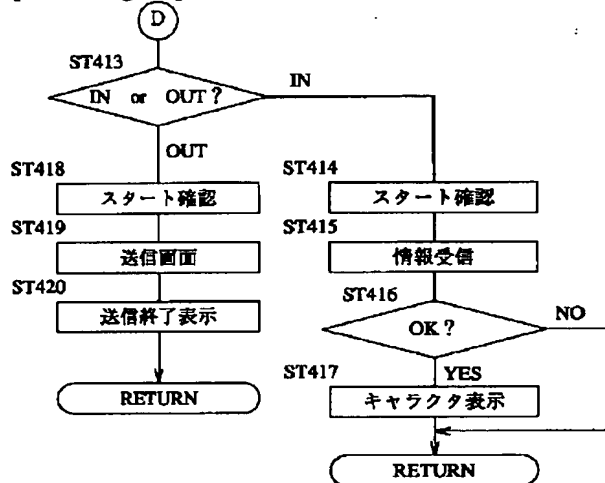 D
ST413
IN or OUT?
IN
OUT
ST418
スタート確認
ST419
送信画面
ST420
送信終了表示
RETURN
ST414
スタート確認
ST415
情報受信
ST416
OK?
NO
YES
ST417
キャラクタ表示
RETURN